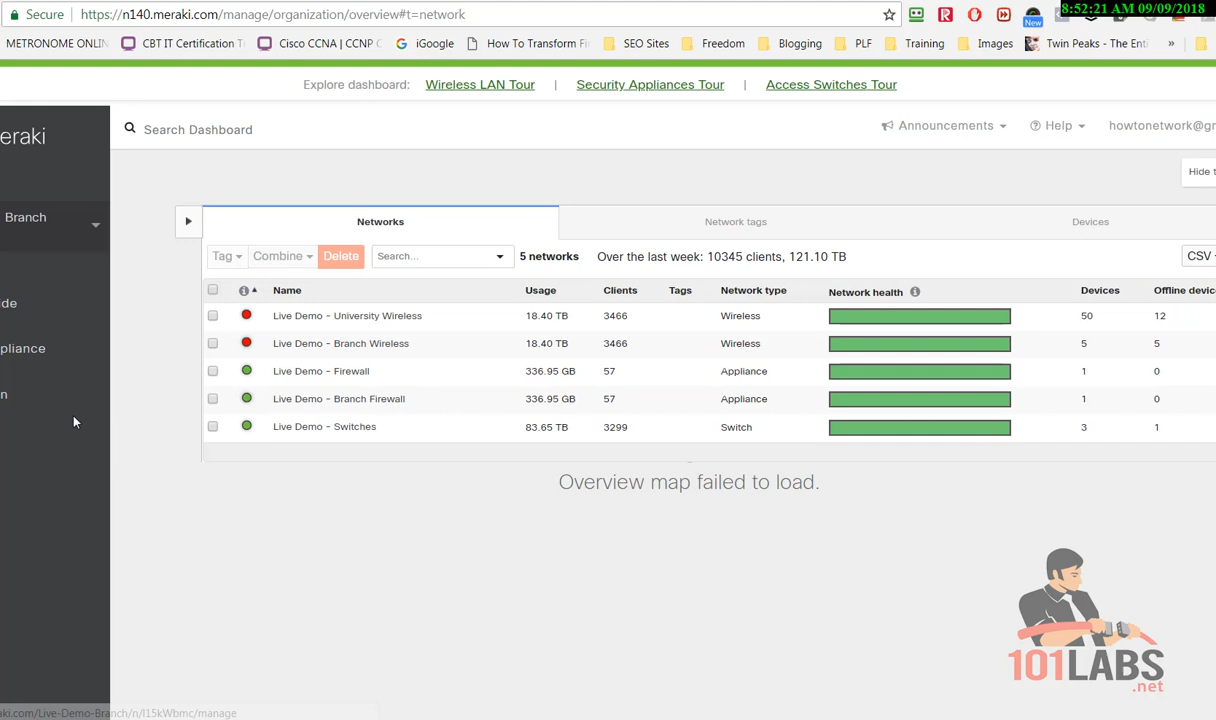 Secure https://n140.meraki.com/manage/organization/overview#t=network New 8:52:21 AM 09/09/2018
METRONOME ONLIN CBT IT Certification T Cisco CCNA | CCNP iGoogle How To Transform Fi SEO Sites Freedom Blogging PLF Training Images Twin Peaks - The Enti »
Explore dashboard: Wireless LAN Tour | Security Appliances Tour | Access Switches Tour
eraki Search Dashboard Announcements Help howtonetwork@gr
Hide t
Branch Networks Network tags Devices
Tag Combine Delete Search... 5 networks Over the last week: 10345 clients, 121.10 TB CSV
Name Usage Clients Tags Network type Network health Devices Offline device
Live Demo - University Wireless 18.40 TB 3466 Wireless 50 12
Live Demo - Branch Wireless 18.40 TB 3466 Wireless 5 5
Live Demo - Firewall 336.95 GB 57 Appliance 1 0
Live Demo - Branch Firewall 336.95 GB 57 Appliance 1 0
Live Demo - Switches 83.65 TB 3299 Switch 3 1
ide
pliance
n
Overview map failed to load.
101LABS
.net
aki.com/Live-Demo-Branch/n/I15kWbmc/manage